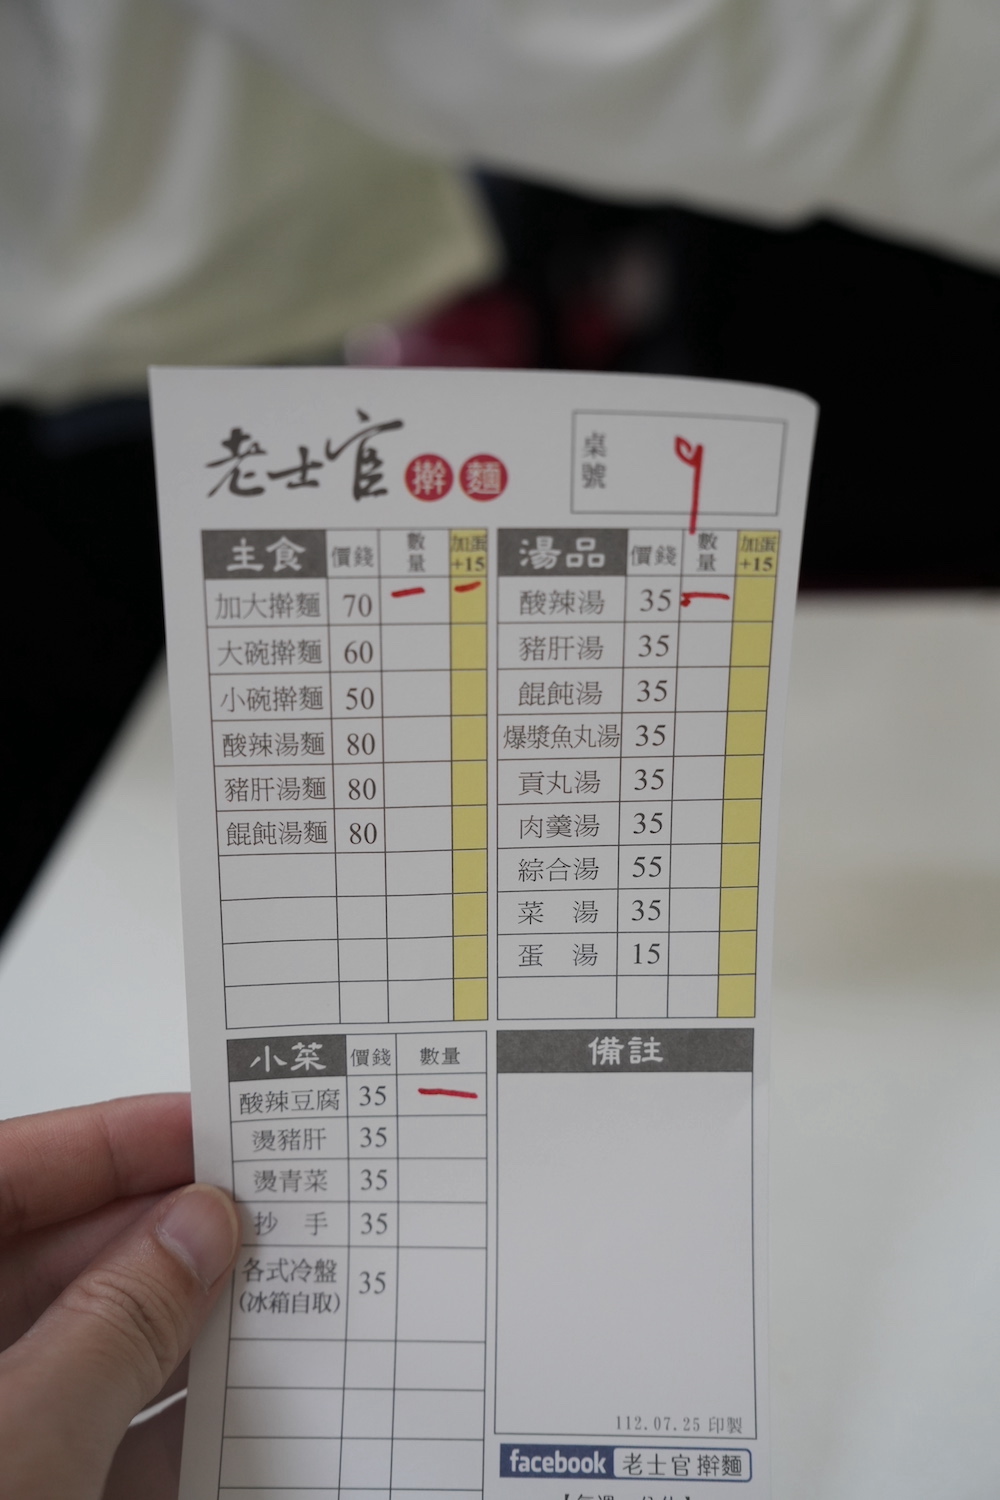 老士官 擀麵
桌號 9
主食 價錢 數量 加蛋+15
加大擀麵 70 一 一
大碗擀麵 60
小碗擀麵 50
酸辣湯麵 80
豬肝湯麵 80
餛飩湯麵 80
湯品 價錢 數量 加蛋+15
酸辣湯 35 一
豬肝湯 35
餛飩湯 35
爆漿魚丸湯 35
貢丸湯 35
肉羹湯 35
綜合湯 55
菜 湯 35
蛋 湯 15
小菜 價錢 數量
酸辣豆腐 35 一
燙豬肝 35
燙青菜 35
抄 手 35
各式冷盤
(冰箱自取) 35
備註
112.07.25 印製
facebook 老士官擀麵